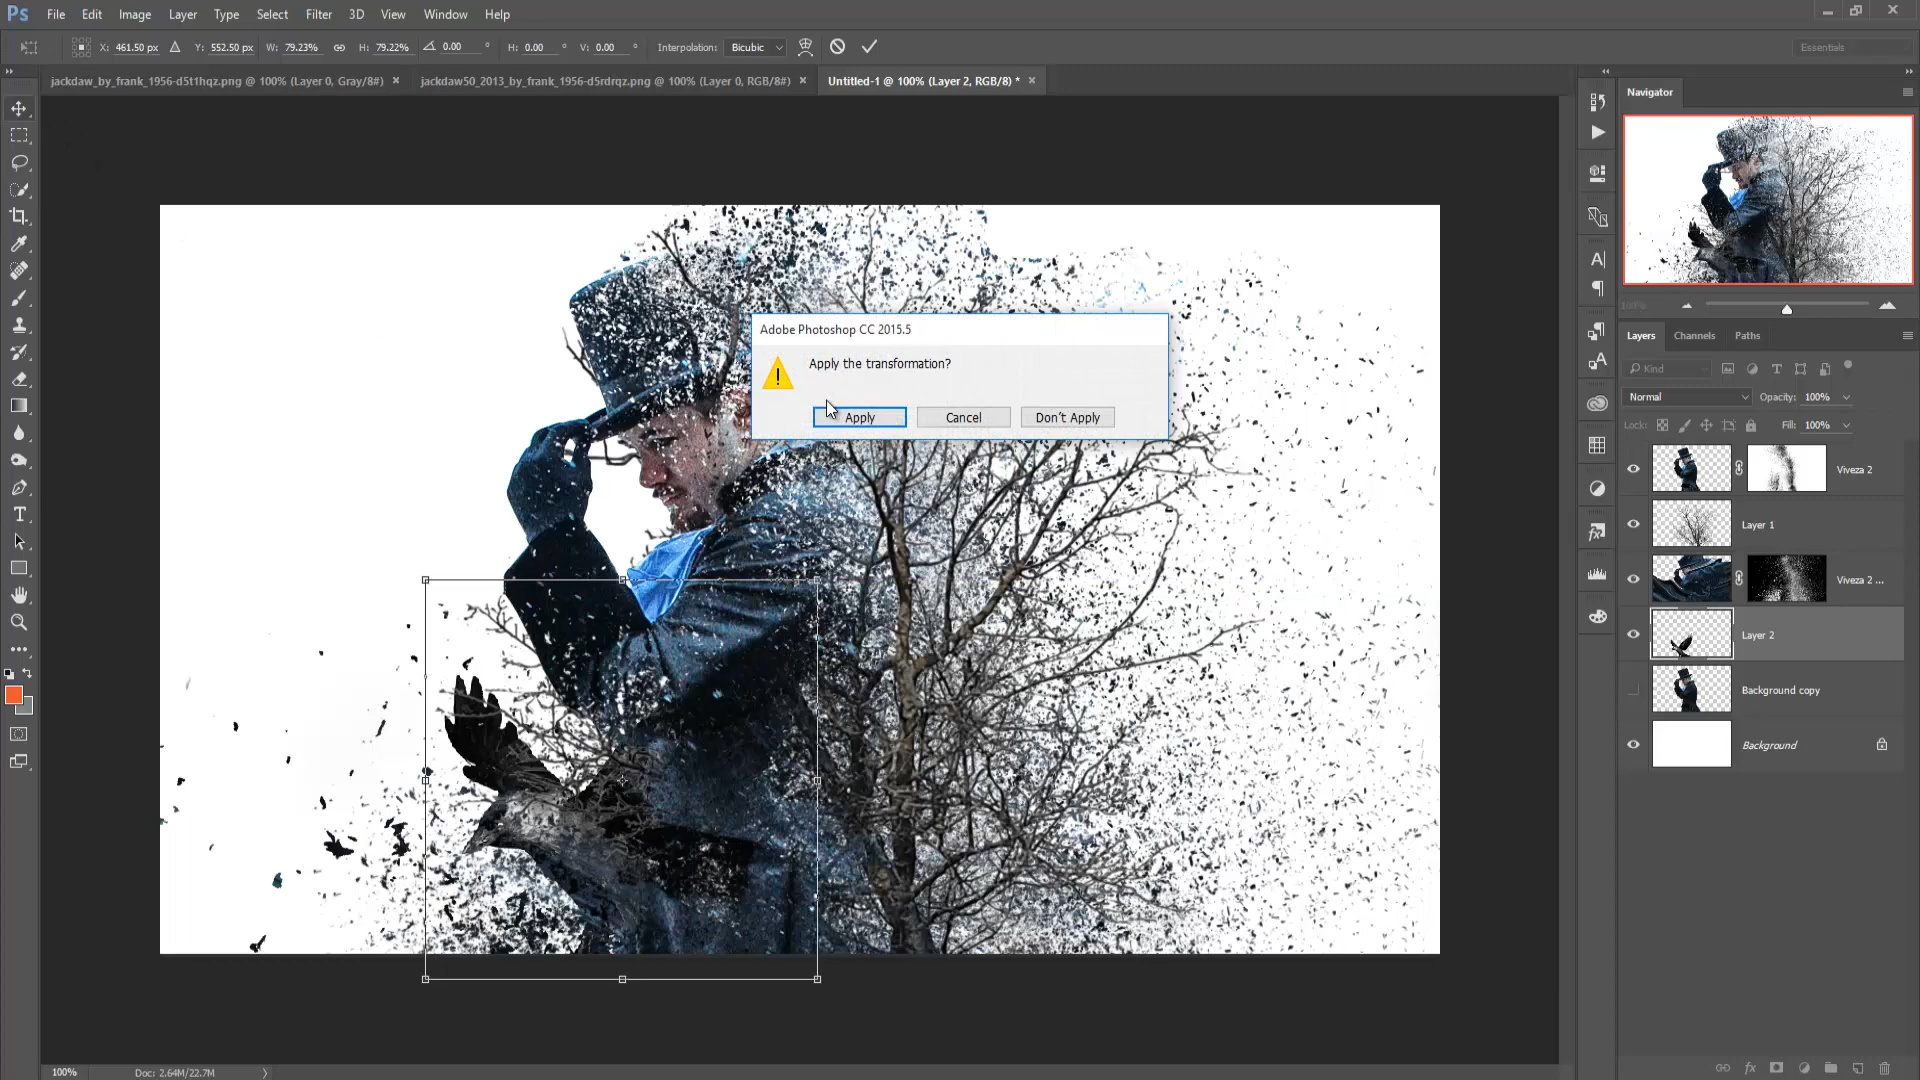 Ps File Edit Image Layer Type Select Filter 3D View Window Help
X: 461.50 px Y: 552.50 px W: 79.23% H: 79.22% 0.00 ° H: 0.00 ° V: 0.00 ° Interpolation: Bicubic Essentials
jackdaw_by_frank_1956-d5t1hqz.png @ 100% (Layer 0, Gray/8#) × jackdaw50_2013_by_frank_1956-d5rdrqz.png @ 100% (Layer 0, RGB/8#) × Untitled-1 @ 100% (Layer 2, RGB/8) * ×
Navigator
100%
Adobe Photoshop CC 2015.5
Apply the transformation?
Apply Cancel Don't Apply
Layers Channels Paths
Kind
Normal Opacity: 100%
Lock: Fill: 100%
Viveza 2
Layer 1
Viveza 2 ...
Layer 2
Background copy
Background
100% Doc: 2.64M/22.7M